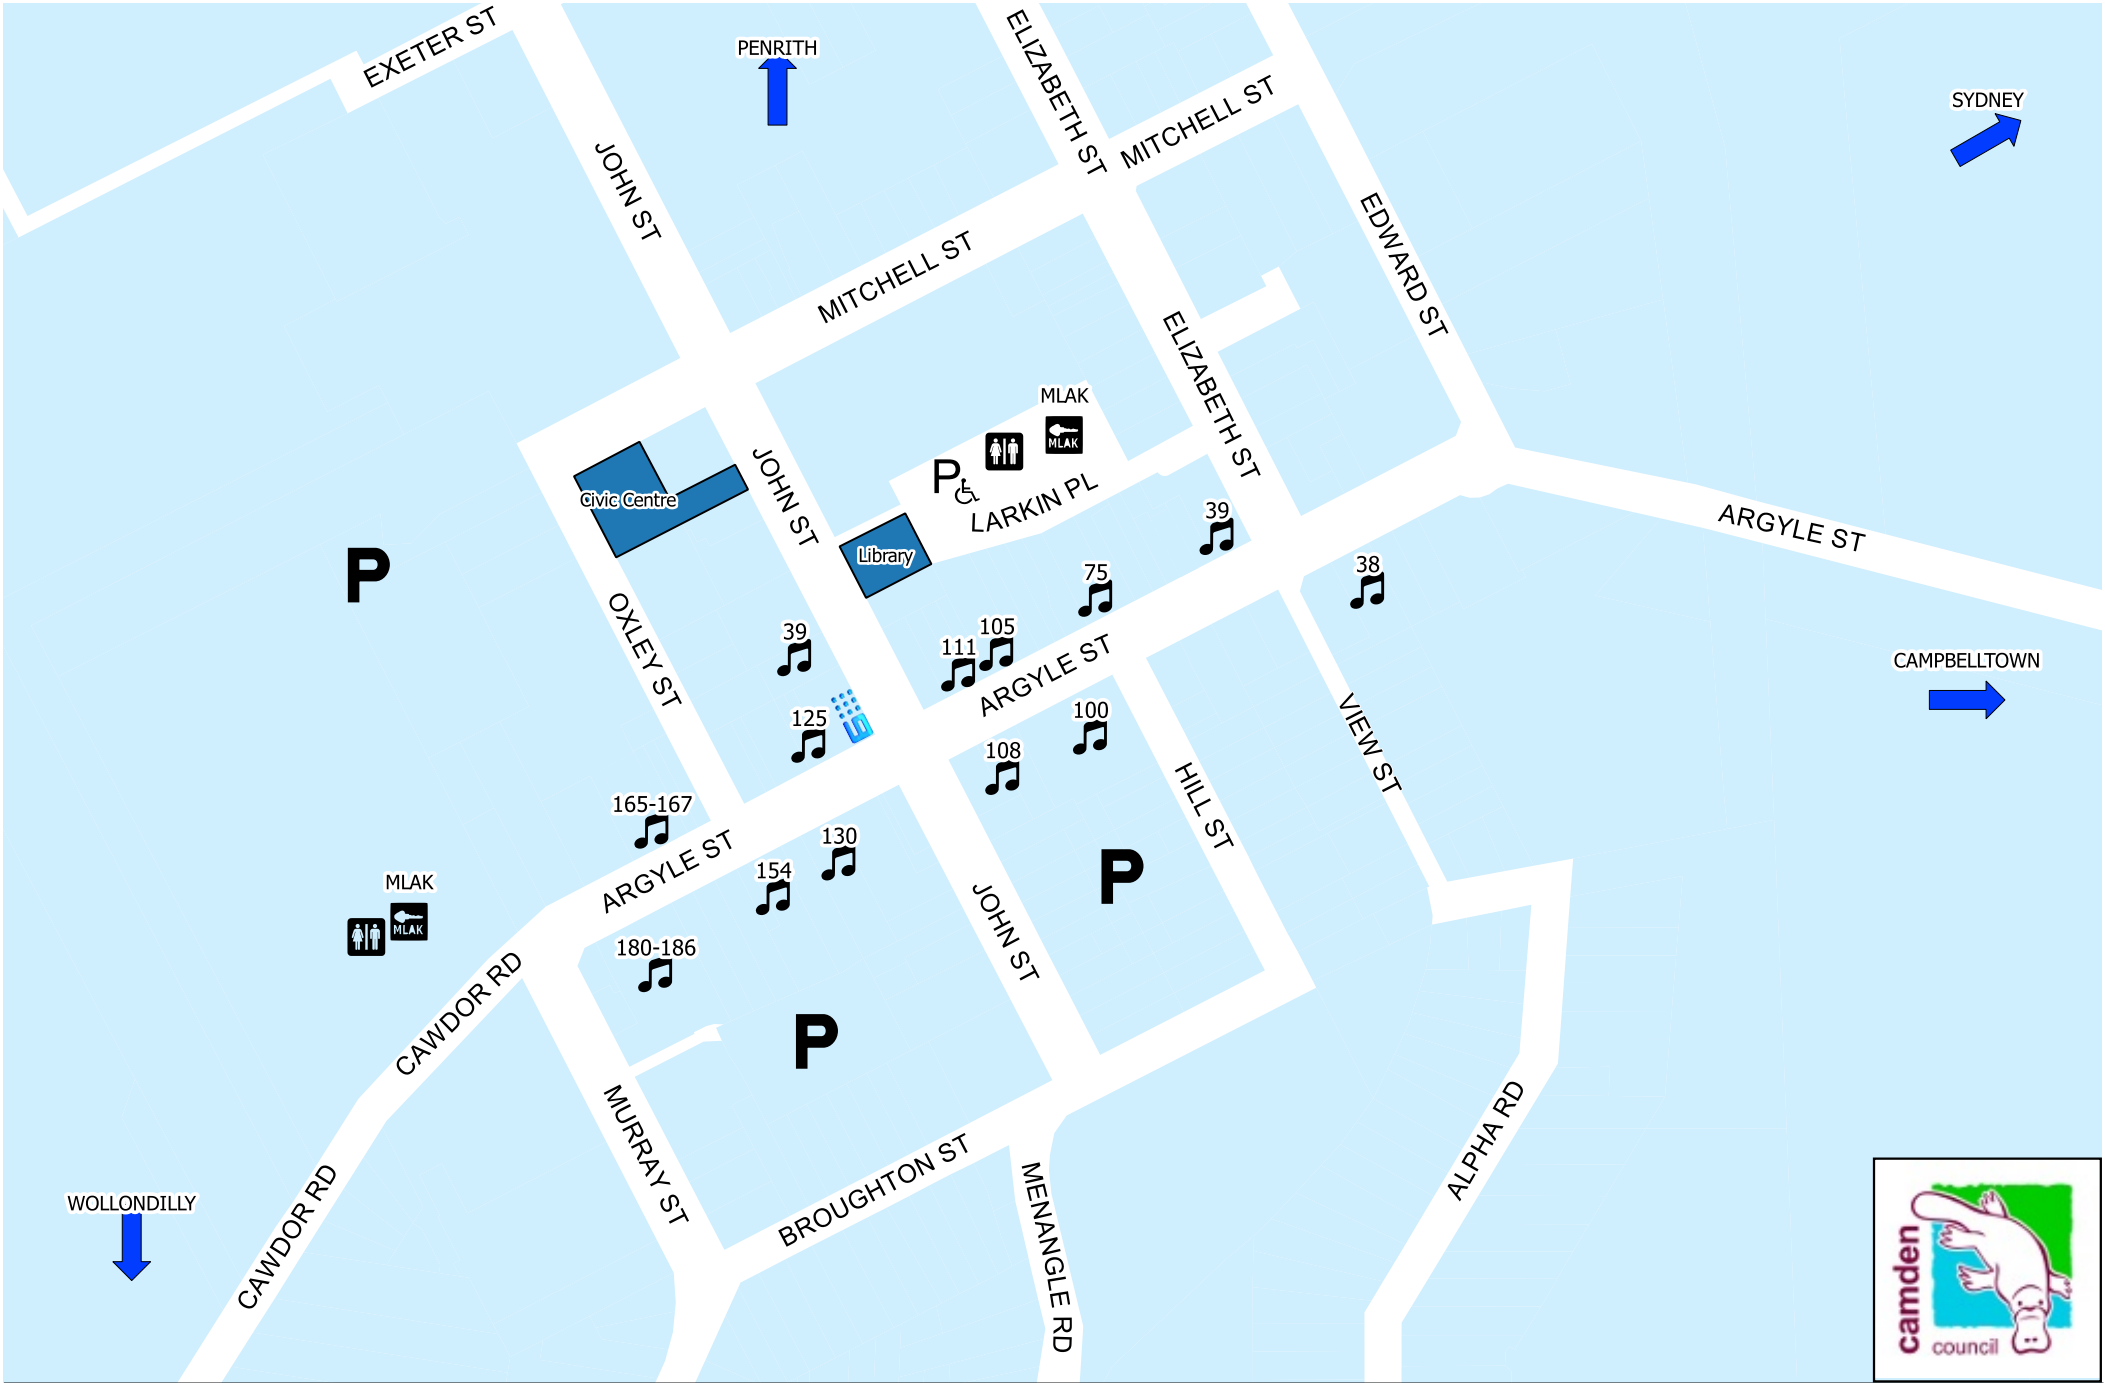 EXETER ST
PENRITH
ELIZABETH ST
MITCHELL ST
SYDNEY
JOHN ST
MITCHELL ST
EDWARD ST
ELIZABETH ST
MLAK
MLAK
P
Civic Centre
JOHN ST
LARKIN PL
Library
39
ARGYLE ST
P
75
38
OXLEY ST
39
105
111
ARGYLE ST
CAMPBELLTOWN
125
100
108
VIEW ST
HILL ST
165-167
130
ARGYLE ST
154
P
MLAK
MLAK
JOHN ST
180-186
CAWDOR RD
P
MURRAY ST
ALPHA RD
BROUGHTON ST
MENANGLE RD
WOLLONDILLY
CAWDOR RD
camden
council